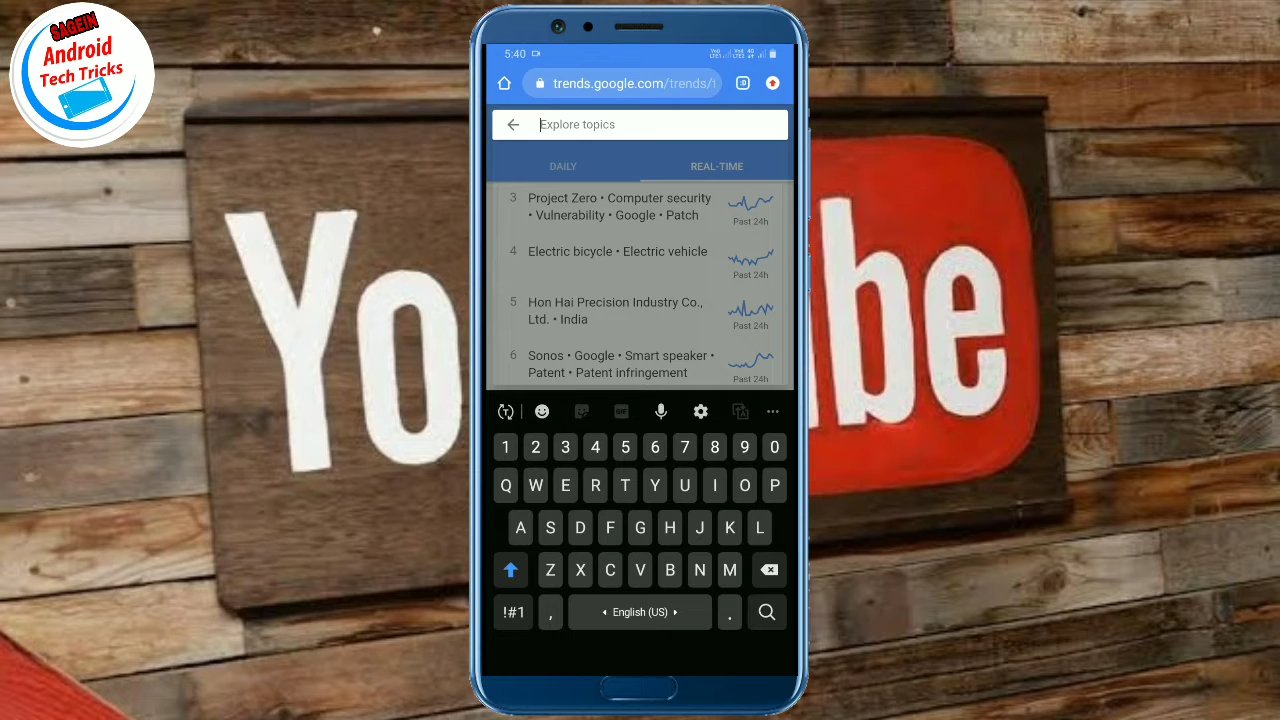 SAGEIN
Android
Tech Tricks
YouTube
5:40
trends.google.com/trends/t
:D
Explore topics
DAILY
REAL-TIME
3
Project Zero • Computer security
• Vulnerability • Google • Patch
Past 24h
4
Electric bicycle • Electric vehicle
Past 24h
5
Hon Hai Precision Industry Co.,
Ltd. • India
Past 24h
6
Sonos • Google • Smart speaker •
Patent • Patent infringement
Past 24h
GIF
1 2 3 4 5 6 7 8 9 0
Q W E R T Y U I O P
A S D F G H J K L
Z X C V B N M
!#1 , English (US) .